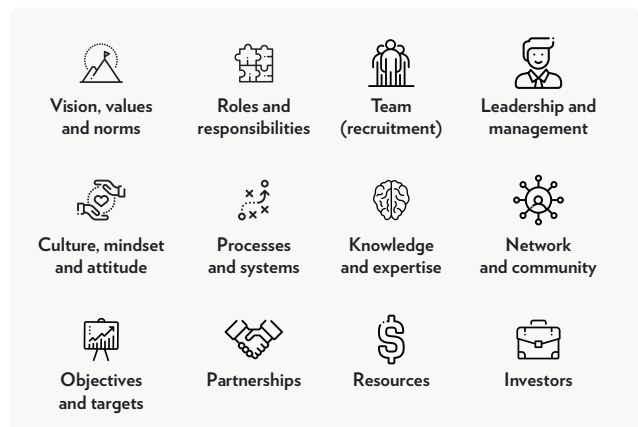 Vision, values
and norms
Roles and
responsibilities
Team
(recruitment)
Leadership and
management
Culture, mindset
and attitude
Processes
and systems
Knowledge
and expertise
Network
and community
Objectives
and targets
Partnerships
Resources
Investors